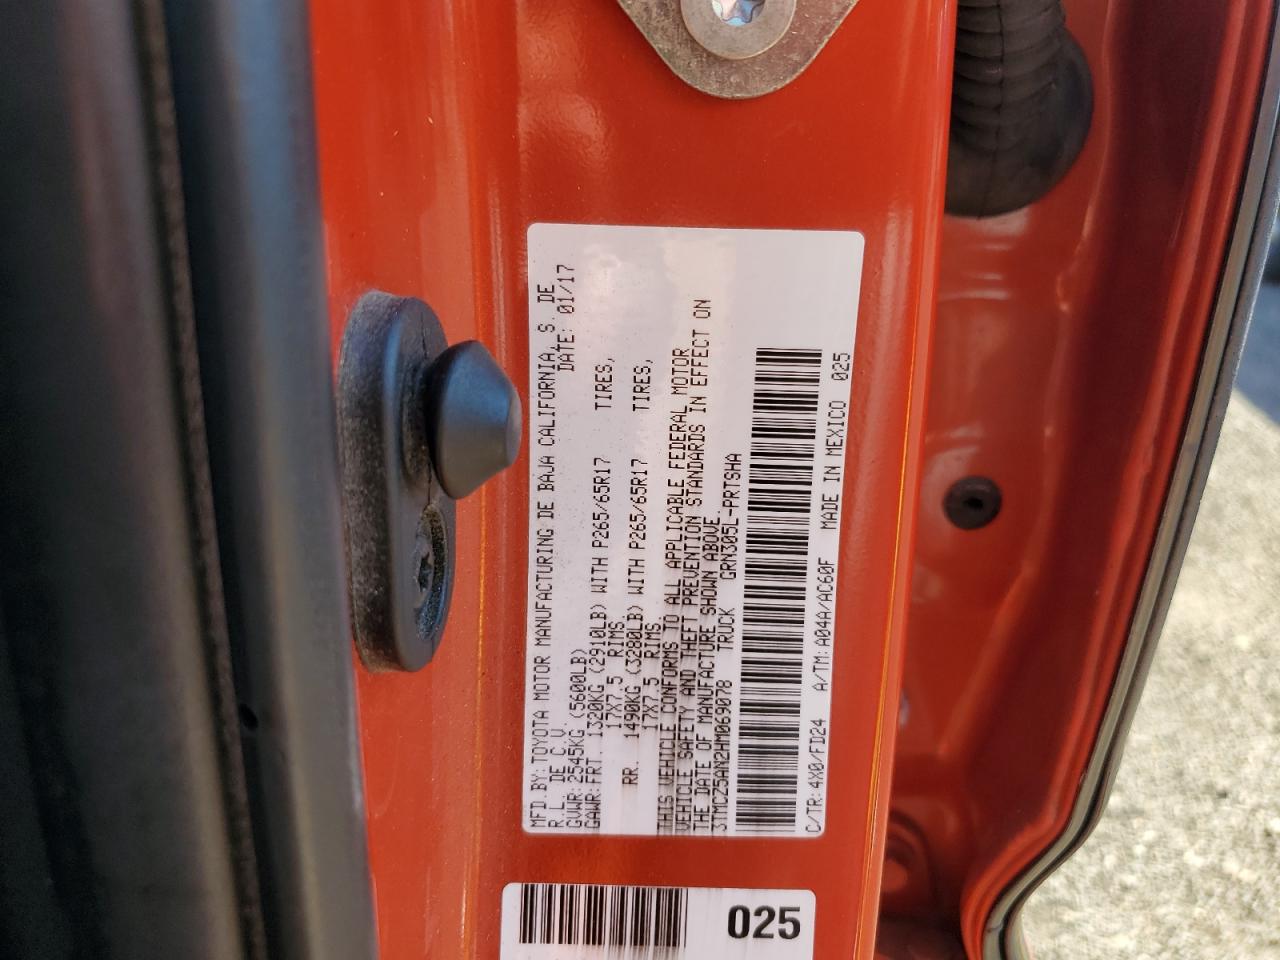 MFD.BY:TOYOTA MOTOR MANUFACTURING DE BAJA CALIFORNIA, S. DE
R.L. DE C.V. DATE: 01/17
GVWR:2545KG (5600LB)
GAWR:FRT. 1320KG (2910LB) WITH P265/65R17 TIRES,
17X7.5 RIMS.
RR. 1490KG (3280LB) WITH P265/65R17 TIRES,
17X7.5 RIMS.
THIS VEHICLE CONFORMS TO ALL APPLICABLE FEDERAL MOTOR
VEHICLE SAFETY AND THEFT PREVENTION STANDARDS IN EFFECT ON
THE DATE OF MANUFACTURE SHOWN ABOVE
3TMCZ5AN2HM069078 TRUCK GRN305L-PRTSHA
C/TR: 4X0/FD24 A/TM: A04A/AC60F MADE IN MEXICO 025
025